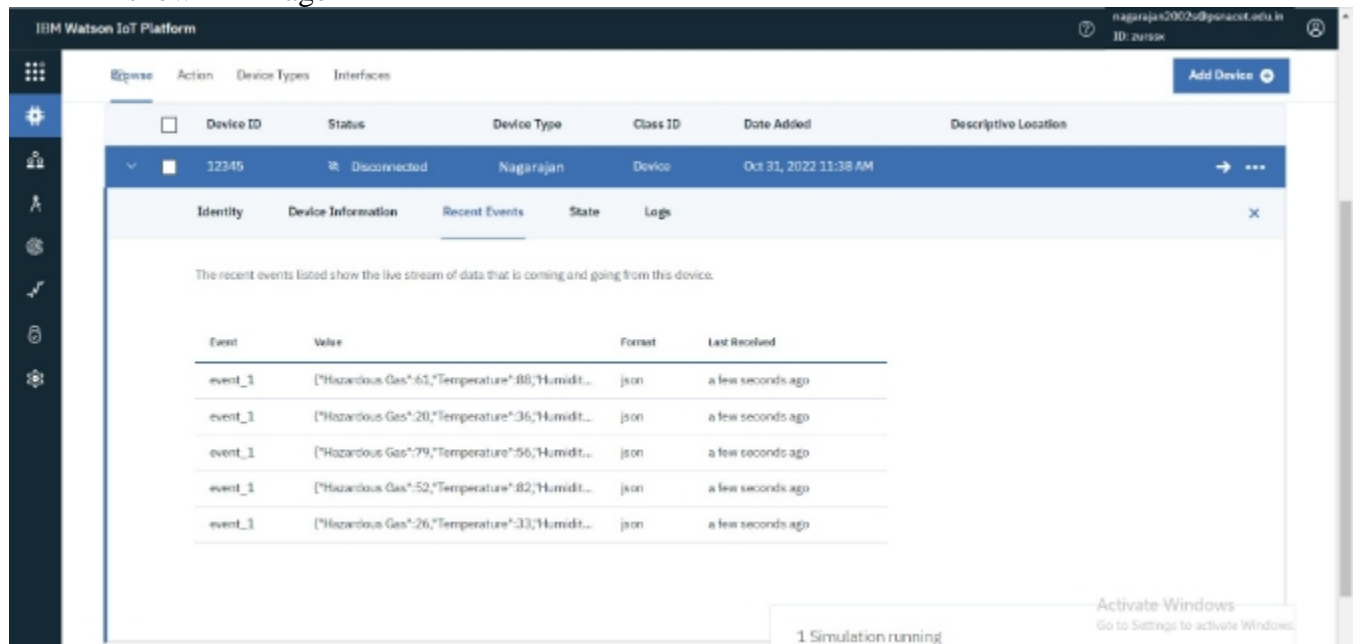 IBM Watson IoT Platform
nagarajan2002s@psnacet.edu.in
ID: zurssx
Browse Action Device Types Interfaces
Add Device
Device ID Status Device Type Class ID Date Added Descriptive Location
12345 Disconnected Nagarajan Device Oct 31, 2022 11:38 AM
Identity Device Information Recent Events State Logs
The recent events listed show the live stream of data that is coming and going from this device.
Event Value Format Last Received
event_1 {"Hazardous Gas":61,"Temperature":88,"Humidit... json a few seconds ago
event_1 {"Hazardous Gas":20,"Temperature":36,"Humidit... json a few seconds ago
event_1 {"Hazardous Gas":79,"Temperature":56,"Humidit... json a few seconds ago
event_1 {"Hazardous Gas":52,"Temperature":82,"Humidit... json a few seconds ago
event_1 {"Hazardous Gas":26,"Temperature":33,"Humidit... json a few seconds ago
1 Simulation running
Activate Windows
Go to Settings to activate Windows.